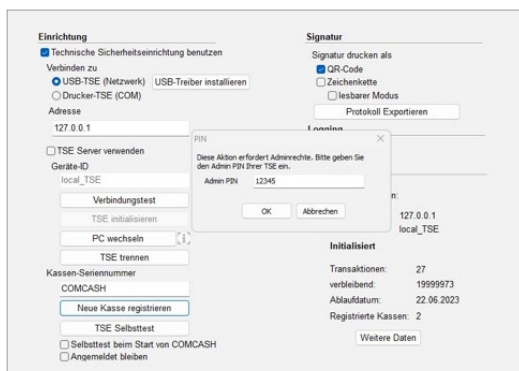 Einrichtung
Technische Sicherheitseinrichtung benutzen
Verbinden zu
USB-TSE (Netzwerk)
USB-Treiber installieren
Drucker-TSE (COM)
Adresse
127.0.0.1
TSE Server verwenden
Geräte-ID
local_TSE
Verbindungstest
TSE initialisieren
PC wechseln
[i]
TSE trennen
Kassen-Seriennummer
COMCASH
Neue Kasse registrieren
TSE Selbsttest
Selbsttest beim Start von COMCASH
Angemeldet bleiben
Signatur
Signatur drucken als
QR-Code
Zeichenkette
lesbarer Modus
Protokoll Exportieren
Logging
PIN
Diese Aktion erfordert Adminrechte. Bitte geben Sie
den Admin PIN Ihrer TSE ein.
Admin PIN
12345
OK
Abbrechen
n:
127.0.0.1
local_TSE
Initialisiert
Transaktionen: 27
verbleibend: 19999973
Ablaufdatum: 22.06.2023
Registrierte Kassen: 2
Weitere Daten